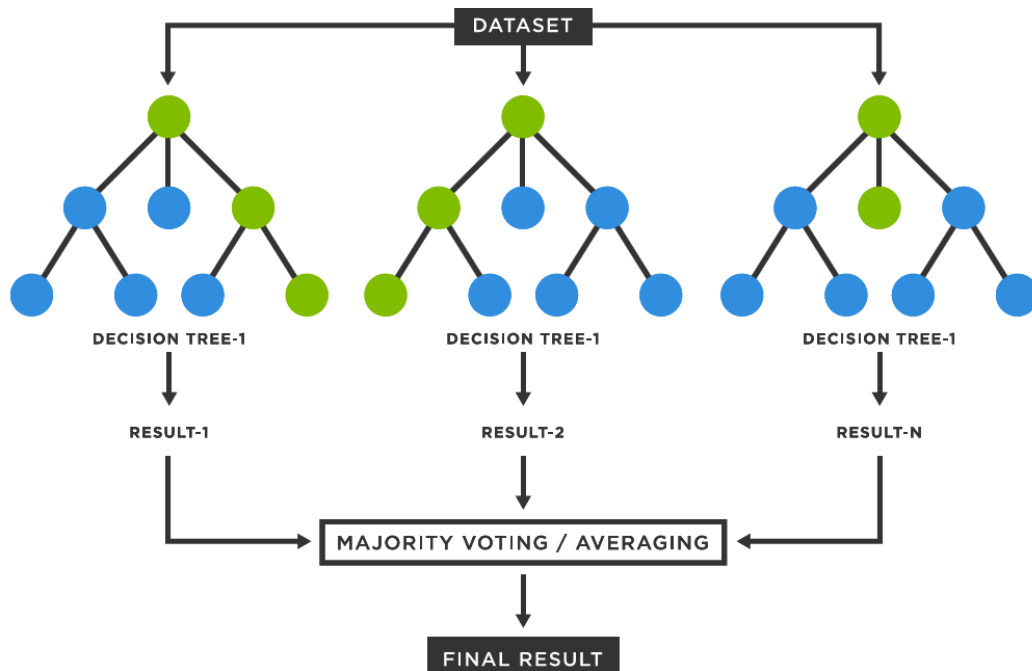 DATASET
DECISION TREE-1
DECISION TREE-1
DECISION TREE-1
RESULT-1
RESULT-2
RESULT-N
MAJORITY VOTING / AVERAGING
FINAL RESULT